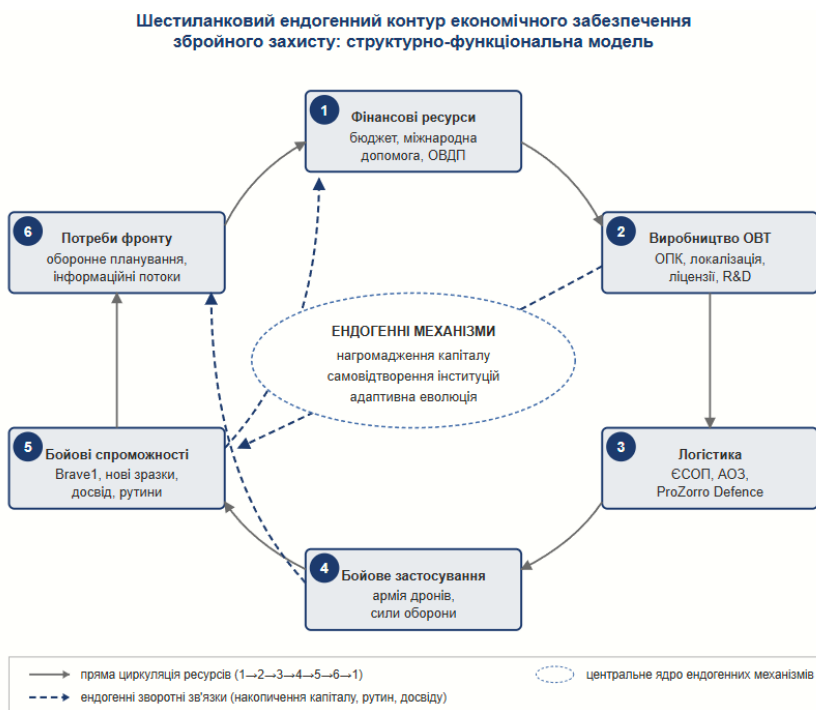 Шестиланковий ендогенний контур економічного забезпечення
збройного захисту: структурно-функціональна модель
1
Фінансові ресурси
бюджет, міжнародна
допомога, ОВДП
6
Потреби фронту
оборонне планування,
інформаційні потоки
2
Виробництво ОВТ
ОПК, локалізація,
ліцензії, R&D
ЕНДОГЕННІ МЕХАНІЗМИ
нагромадження капіталу
самовідтворення інституцій
адаптивна еволюція
5
Бойові спроможності
Brave1, нові зразки,
досвід, рутини
3
Логістика
ЄСОП, АОЗ,
ProZorro Defence
4
Бойове застосування
армія дронів,
сили оборони
пряма циркуляція ресурсів (1→2→3→4→5→6→1)
центральне ядро ендогенних механізмів
ендогенні зворотні зв'язки (накопичення капіталу, рутин, досвіду)